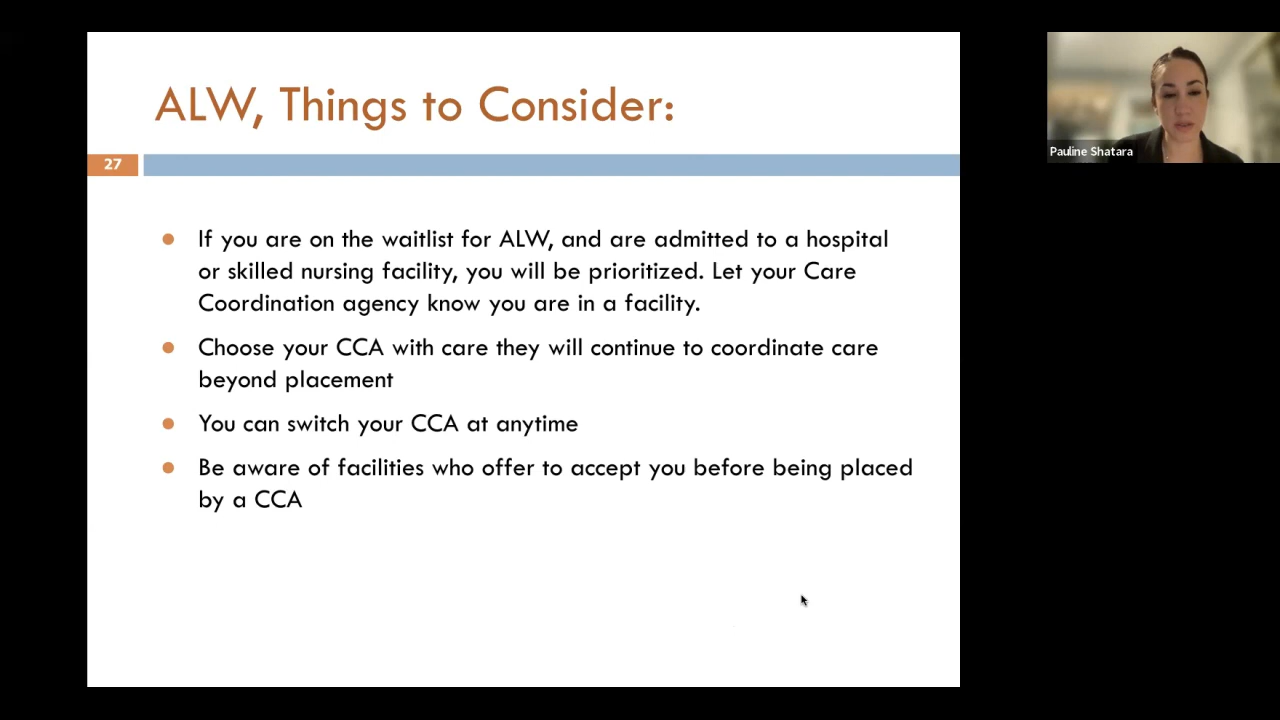 ALW, Things to Consider:
27
If you are on the waitlist for ALW, and are admitted to a hospital
or skilled nursing facility, you will be prioritized. Let your Care
Coordination agency know you are in a facility.
Choose your CCA with care they will continue to coordinate care
beyond placement
You can switch your CCA at anytime
Be aware of facilities who offer to accept you before being placed
by a CCA
Pauline Shatara